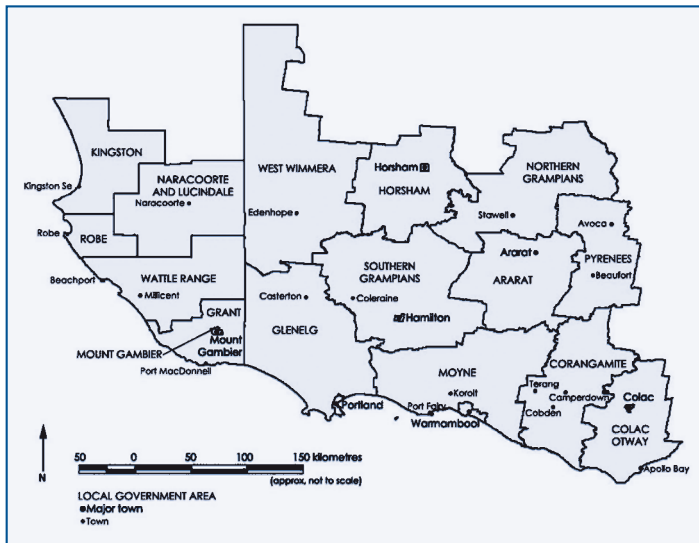 KINGSTON
Kingston Se
NARACOORTE
AND LUCINDALE
Naracoorte
WEST WIMMERA
Edenhope
Horsham
HORSHAM
NORTHERN
GRAMPIANS
Stawell
Avoca
Robe
ROBE
Beachport
WATTLE RANGE
Millicent
GRANT
Mount
Gambier
MOUNT GAMBIER
Port MacDonnell
Casterton
GLENELG
SOUTHERN
GRAMPIANS
Coleraine
Hamilton
Ararat
ARARAT
PYRENEES
Beaufort
MOYNE
Koroit
Port Fairy
Warrnambool
Portland
CORANGAMITE
Terang
Camperdown
Cobden
Colac
COLAC
OTWAY
Apollo Bay
N
50 0 50 100 150 kilometres
(approx, not to scale)
LOCAL GOVERNMENT AREA
Major town
Town